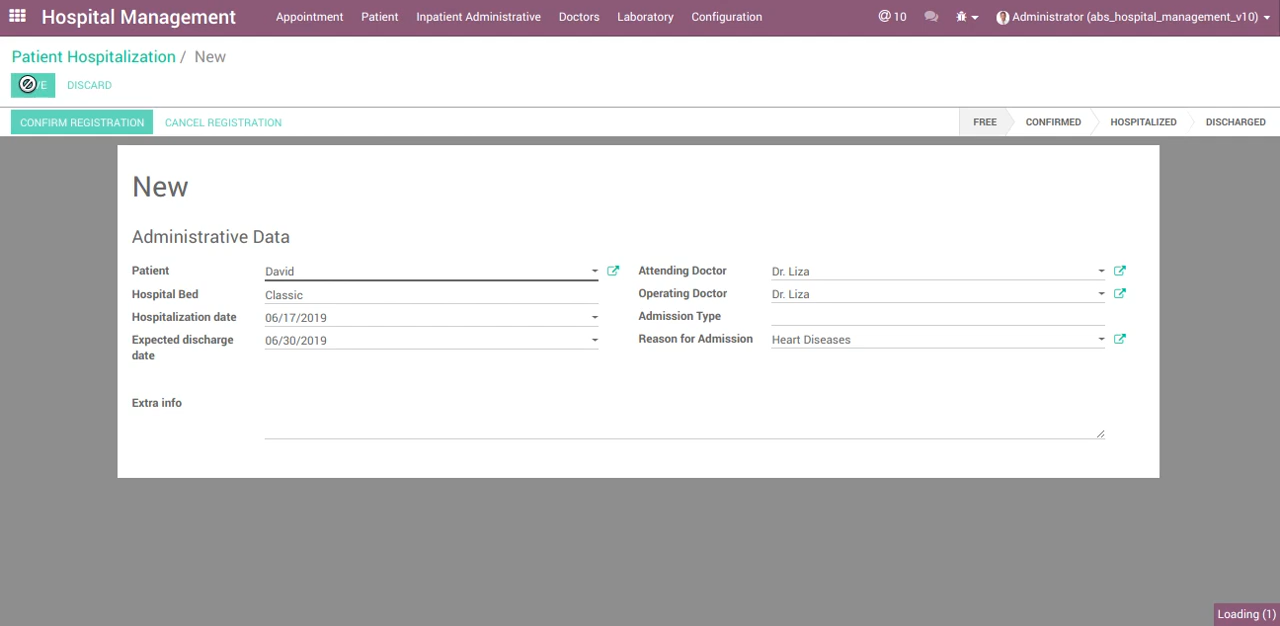 Hospital Management Appointment Patient Inpatient Administrative Doctors Laboratory Configuration @ 10 Administrator (abs_hospital_management_v10)
Patient Hospitalization / New
DISCARD
CONFIRM REGISTRATION CANCEL REGISTRATION FREE CONFIRMED HOSPITALIZED DISCHARGED
New
Administrative Data
Patient David Attending Doctor Dr. Liza
Hospital Bed Classic Operating Doctor Dr. Liza
Hospitalization date 06/17/2019 Admission Type
Expected discharge date 06/30/2019 Reason for Admission Heart Diseases
Extra info
Loading (1)